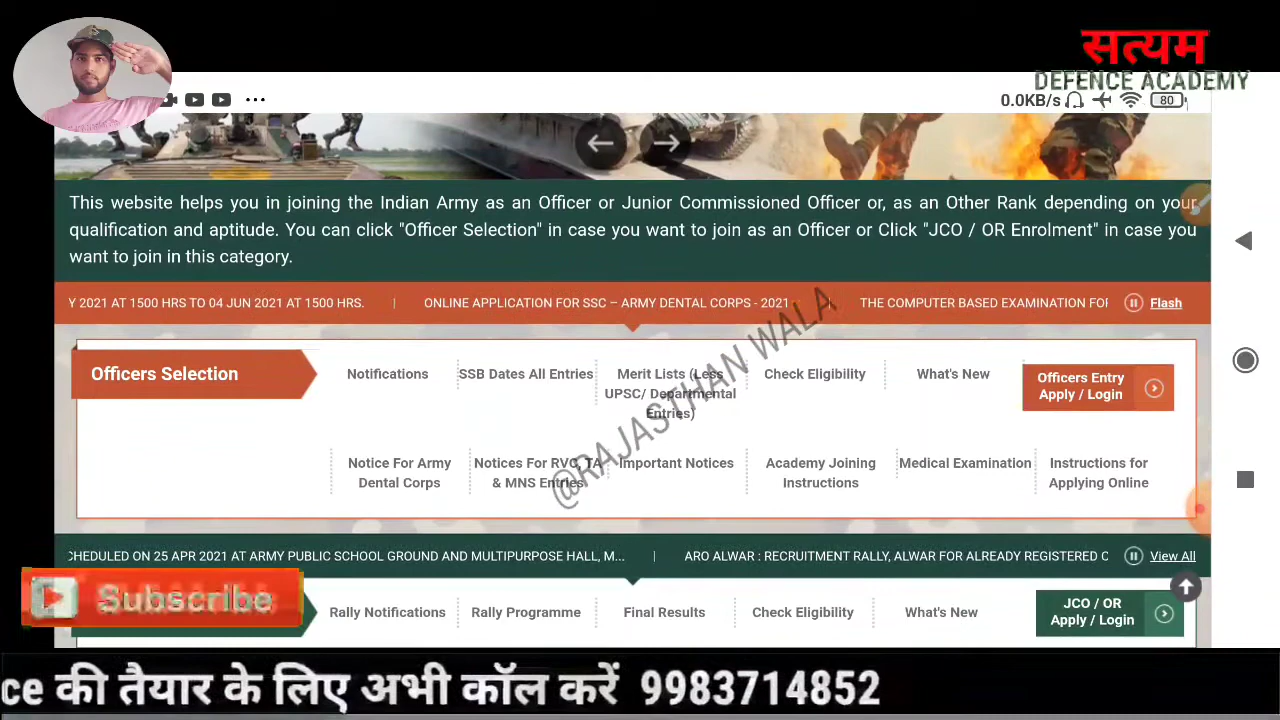 सत्यम
DEFENCE ACADEMY
0.0KB/s
80
This website helps you in joining the Indian Army as an Officer or Junior Commissioned Officer or, as an Other Rank depending on your
qualification and aptitude. You can click "Officer Selection" in case you want to join as an Officer or Click "JCO / OR Enrolment" in case you
want to join in this category.
Y 2021 AT 1500 HRS TO 04 JUN 2021 AT 1500 HRS. | ONLINE APPLICATION FOR SSC – ARMY DENTAL CORPS - 2021 | THE COMPUTER BASED EXAMINATION FOR Flash
Officers Selection
Notifications
SSB Dates All Entries
Merit Lists (Less
UPSC/ Departmental
Entries)
Check Eligibility
What's New
Officers Entry
Apply / Login
Notice For Army
Dental Corps
Notices For RVC, TA
& MNS Entries
Important Notices
Academy Joining
Instructions
Medical Examination
Instructions for
Applying Online
@RAJASTHAN WALA
CHEDULED ON 25 APR 2021 AT ARMY PUBLIC SCHOOL GROUND AND MULTIPURPOSE HALL, M... | ARO ALWAR : RECRUITMENT RALLY, ALWAR FOR ALREADY REGISTERED C View All
Subscribe
Rally Notifications
Rally Programme
Final Results
Check Eligibility
What's New
JCO / OR
Apply / Login
ce की तैयार के लिए अभी कॉल करें 9983714852